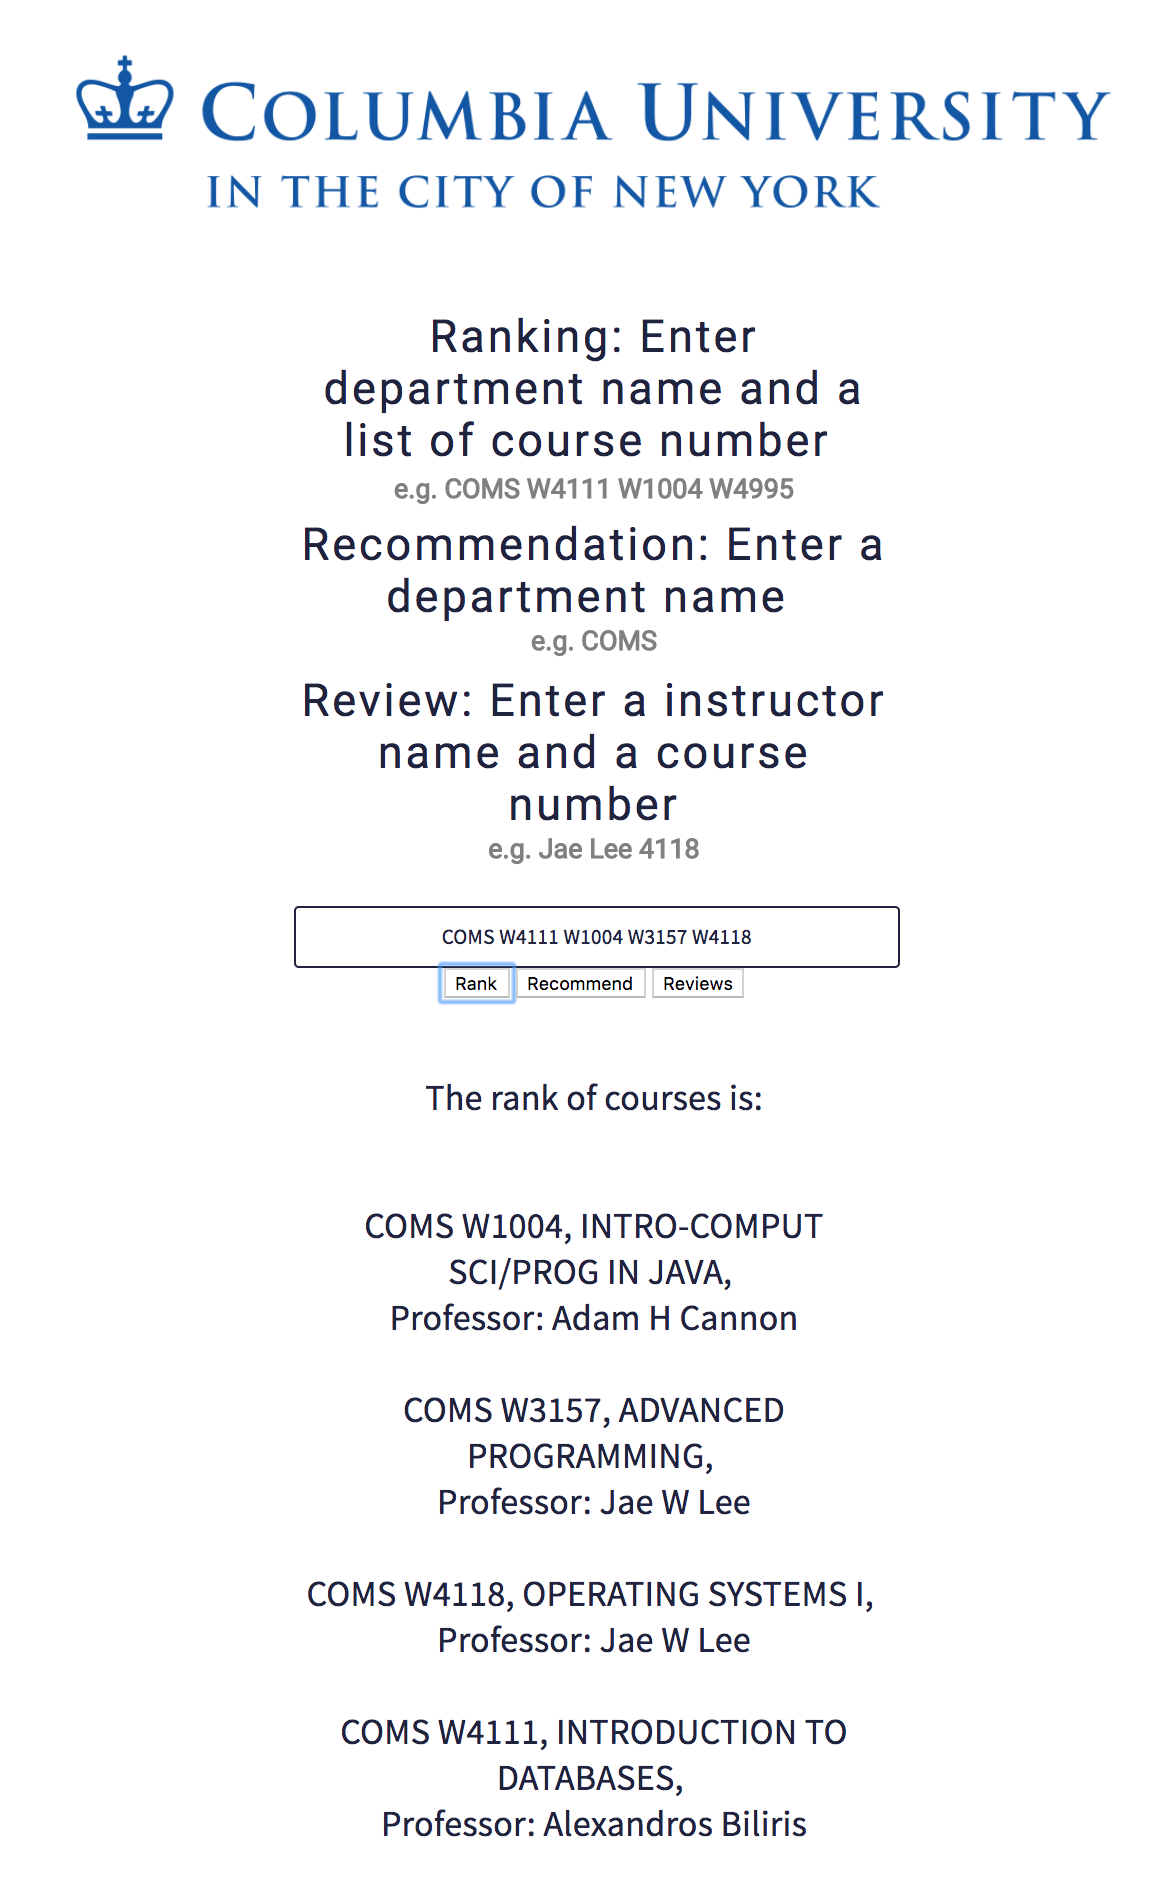 COLUMBIA UNIVERSITY
IN THE CITY OF NEW YORK
Ranking: Enter
department name and a
list of course number
e.g. COMS W4111 W1004 W4995
Recommendation: Enter a
department name
e.g. COMS
Review: Enter a instructor
name and a course
number
e.g. Jae Lee 4118
COMS W4111 W1004 W3157 W4118
Rank Recommend Reviews
The rank of courses is:
COMS W1004, INTRO-COMPUT
SCI/PROG IN JAVA,
Professor: Adam H Cannon
COMS W3157, ADVANCED
PROGRAMMING,
Professor: Jae W Lee
COMS W4118, OPERATING SYSTEMS I,
Professor: Jae W Lee
COMS W4111, INTRODUCTION TO
DATABASES,
Professor: Alexandros Biliris